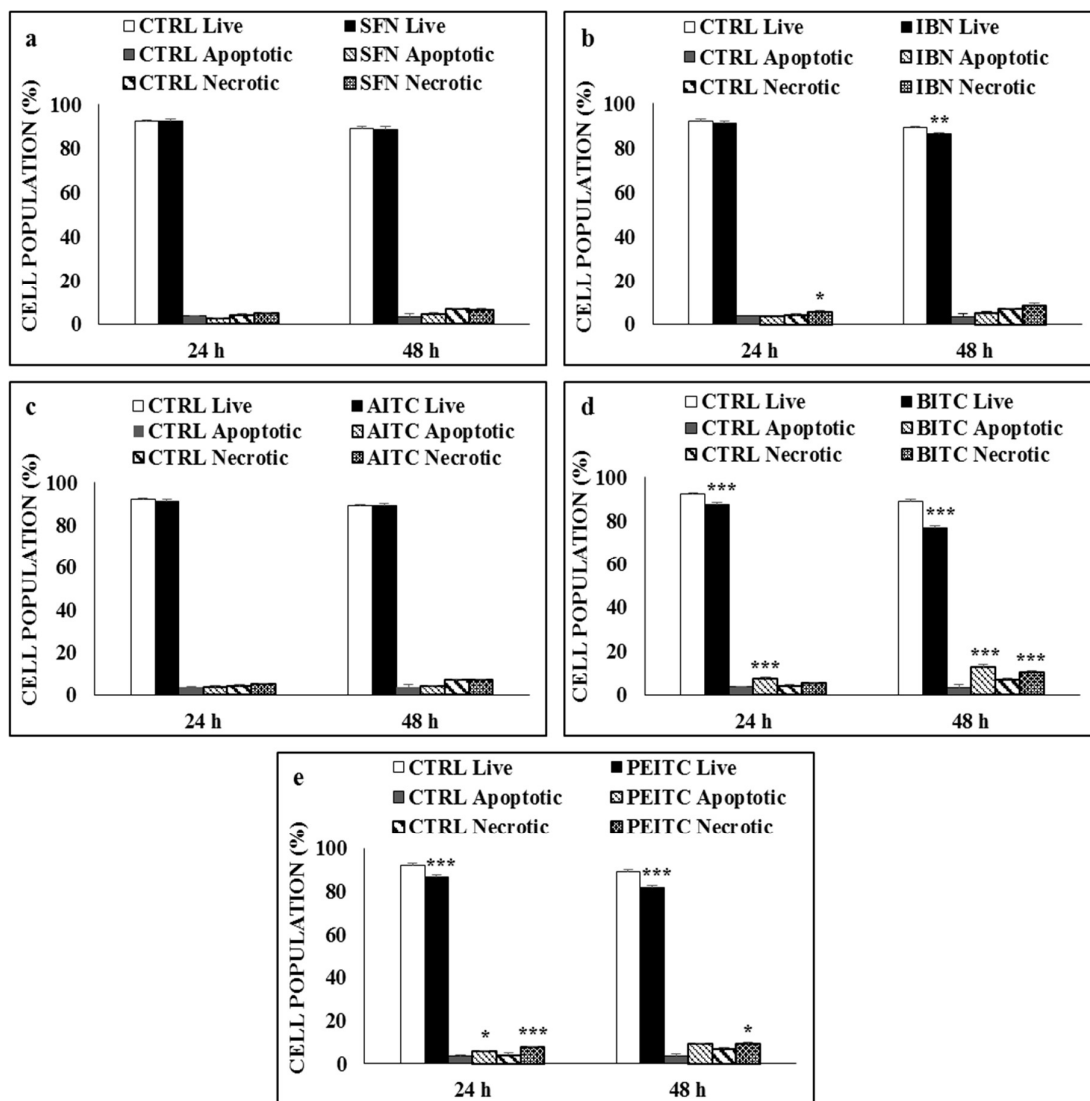 a
CTRL Live SFN Live
CTRL Apoptotic SFN Apoptotic
CTRL Necrotic SFN Necrotic
CELL POPULATION (%)
100
80
60
40
20
0
24 h 48 h
b
CTRL Live IBN Live
CTRL Apoptotic IBN Apoptotic
CTRL Necrotic IBN Necrotic
CELL POPULATION (%)
100
**
80
60
40
20
*
0
24 h 48 h
c
CTRL Live AITC Live
CTRL Apoptotic AITC Apoptotic
CTRL Necrotic AITC Necrotic
CELL POPULATION (%)
100
80
60
40
20
0
24 h 48 h
d
CTRL Live BITC Live
CTRL Apoptotic BITC Apoptotic
CTRL Necrotic BITC Necrotic
CELL POPULATION (%)
100
*** ***
80
60
40
20
*** *** ***
0
24 h 48 h
e
CTRL Live PEITC Live
CTRL Apoptotic PEITC Apoptotic
CTRL Necrotic PEITC Necrotic
CELL POPULATION (%)
100
*** ***
80
60
40
20
* *** *
0
24 h 48 h